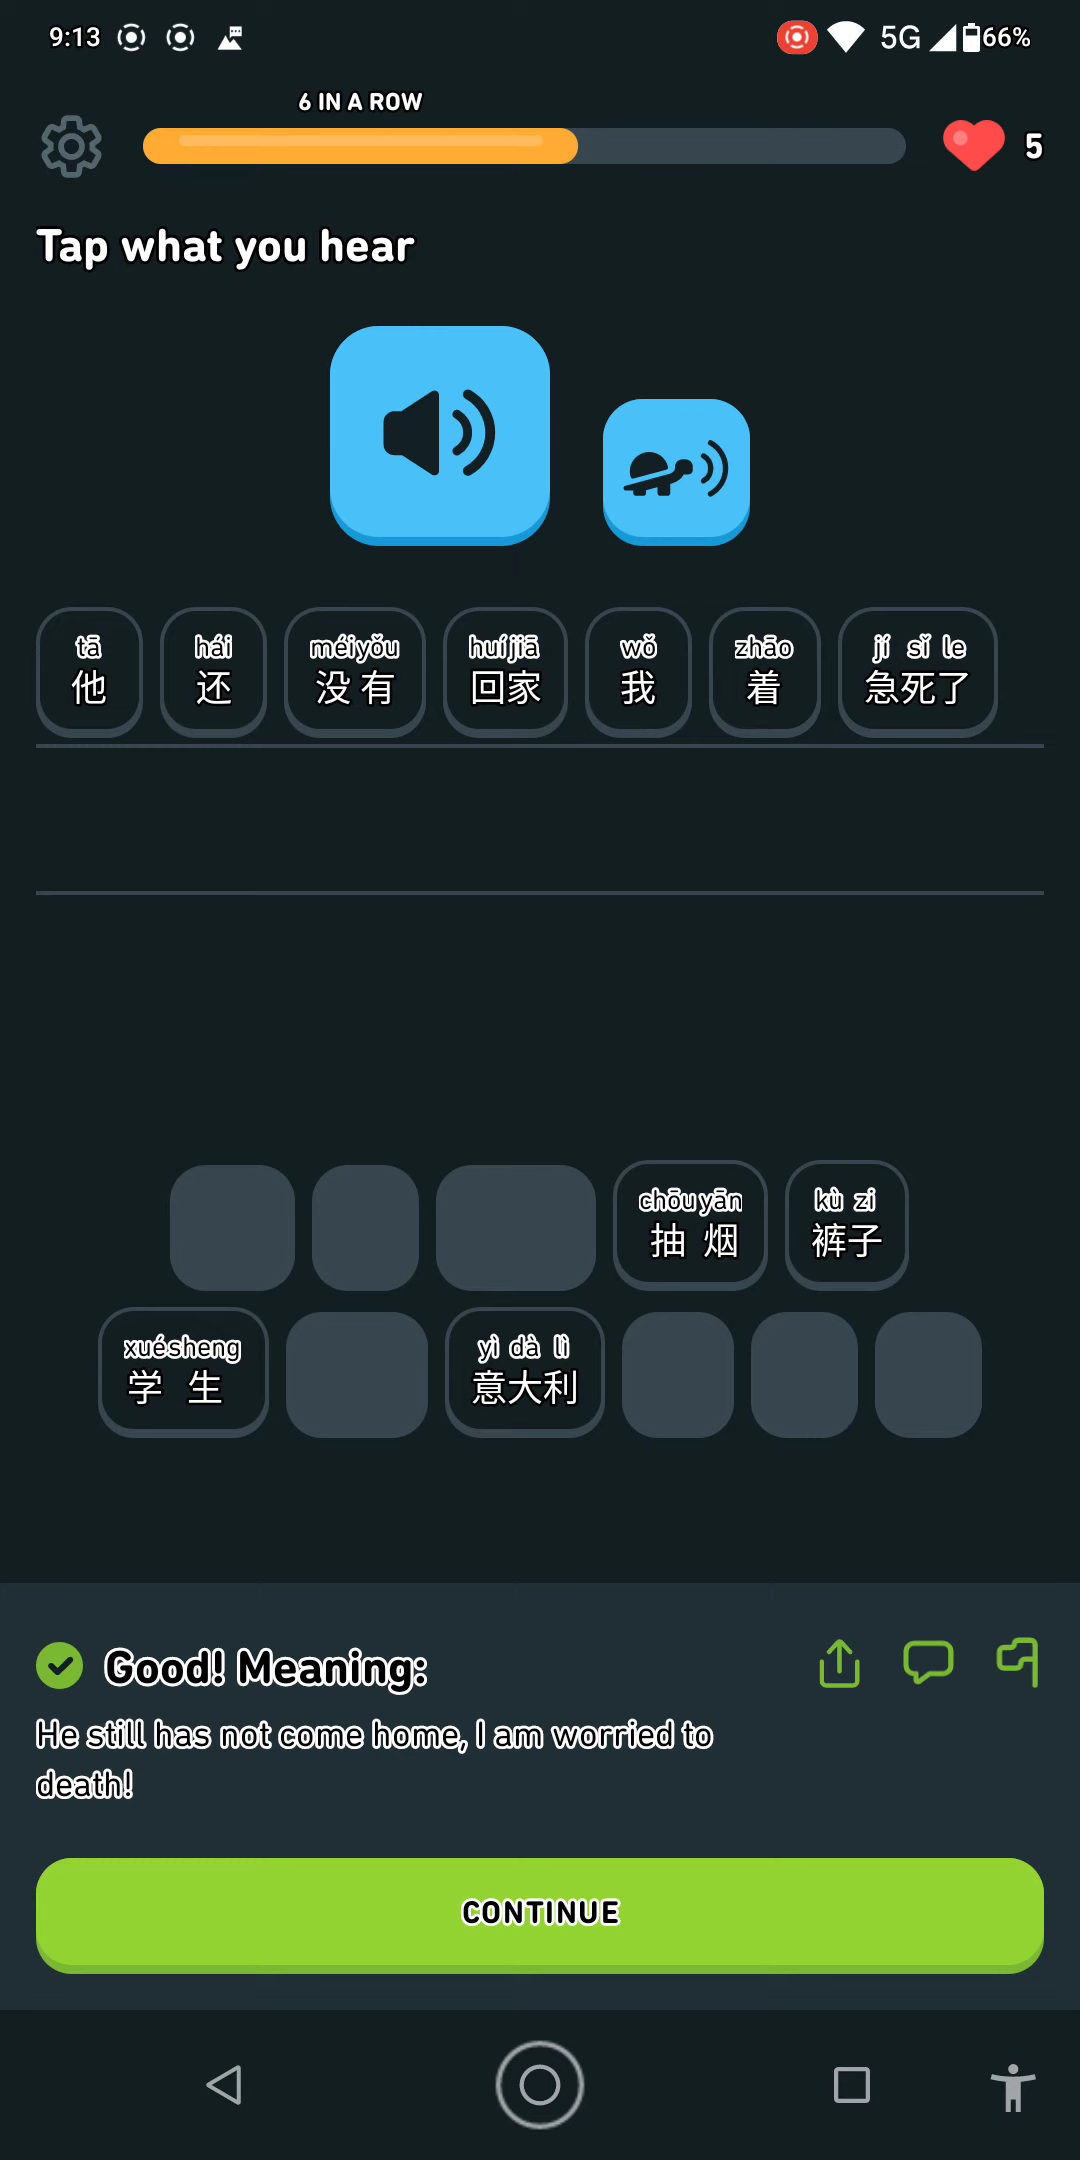 9:13 5G 66%
6 IN A ROW
5
Tap what you hear
tā hái méiyǒu huíjiā wǒ zhāo jí sǐ le
他 还 没有 回家 我 着 急死了
chōuyān kù zi
抽烟 裤子
xuésheng yì dà lì
学生 意大利
Good! Meaning:
He still has not come home, I am worried to
death!
CONTINUE